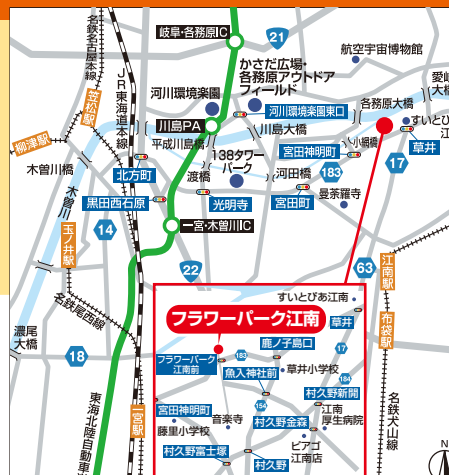 岐阜・各務原IC
21
航空宇宙博物館
名鉄名古屋本線
JR東海道本線
笠松駅
かさだ広場・
各務原アウトドア
フィールド
愛岐
大橋
河川環境楽園
河川環境楽園東口
各務原大橋
川島PA
川島大橋
すいと
草井
柳津駅
平成川島橋
小網橋
138タワー
パーク
宮田神明町
17
木曽川橋
北方町
渡橋
河田橋
183
木曽川
黒田西石原
光明寺
宮田町
曼荼羅寺
玉ノ井駅
14
一宮・木曽川IC
22
63
江南駅
名鉄尾西線
布袋駅
すいとぴあ江南
フラワーパーク江南
草井
濃尾
大橋
18
鹿ノ子島口
17
フラワーパーク
江南前
183
魚入神社前
草井小学校
184
村久野新開
154
宮田神明町
音楽寺
村久野金森
江南
厚生病院
藤里小学校
ピアゴ
江南店
村久野富士塚
村久野
一宮駅
東海北陸自動車
名鉄犬山線
N